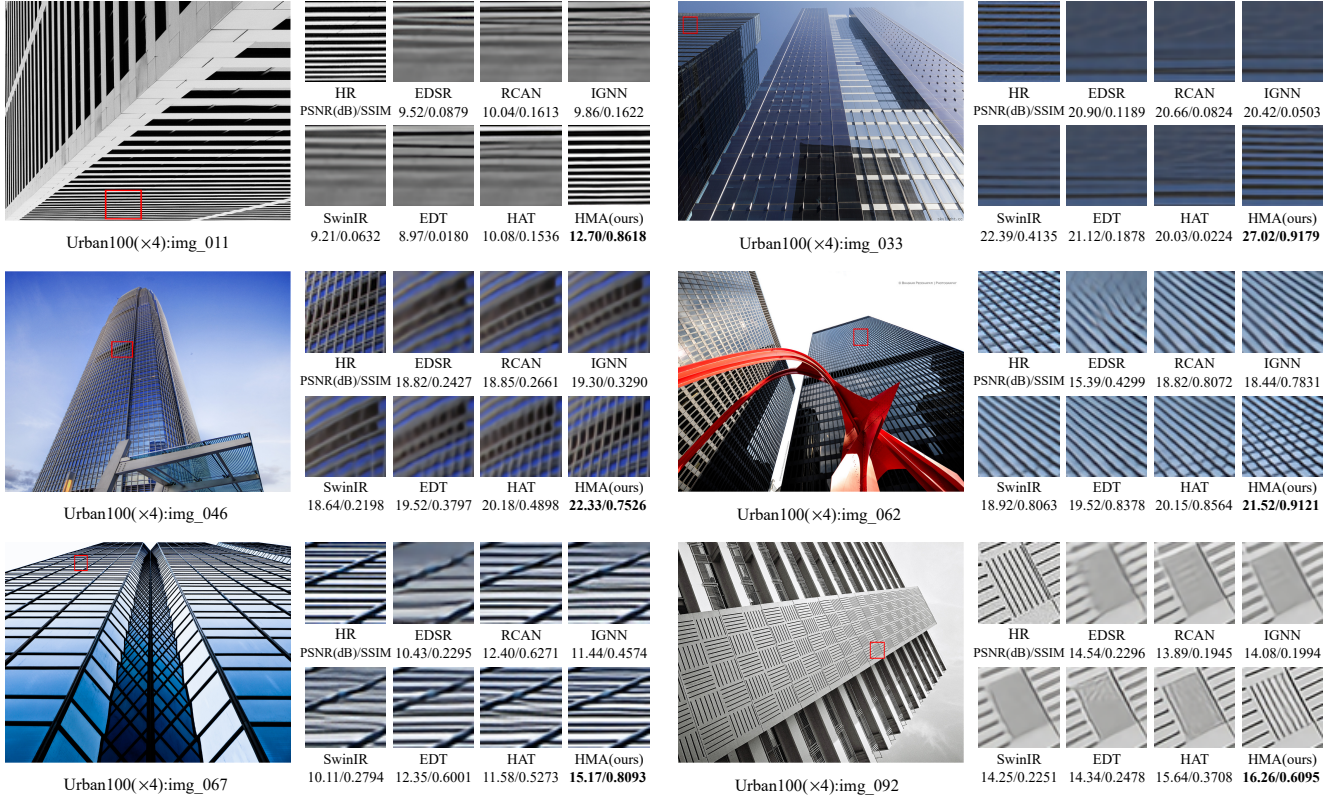 HR EDSR RCAN IGNN
PSNR(dB)/SSIM 9.52/0.0879 10.04/0.1613 9.86/0.1622
SwinIR EDT HAT HMA(ours)
9.21/0.0632 8.97/0.0180 10.08/0.1536 12.70/0.8618
Urban100(×4):img_011
HR EDSR RCAN IGNN
PSNR(dB)/SSIM 20.90/0.1189 20.66/0.0824 20.42/0.0503
SwinIR EDT HAT HMA(ours)
22.39/0.4135 21.12/0.1878 20.03/0.0224 27.02/0.9179
Urban100(×4):img_033
HR EDSR RCAN IGNN
PSNR(dB)/SSIM 18.82/0.2427 18.85/0.2661 19.30/0.3290
SwinIR EDT HAT HMA(ours)
18.64/0.2198 19.52/0.3797 20.18/0.4898 22.33/0.7526
Urban100(×4):img_046
HR EDSR RCAN IGNN
PSNR(dB)/SSIM 15.39/0.4299 18.82/0.8072 18.44/0.7831
SwinIR EDT HAT HMA(ours)
18.92/0.8063 19.52/0.8378 20.15/0.8564 21.52/0.9121
Urban100(×4):img_062
HR EDSR RCAN IGNN
PSNR(dB)/SSIM 10.43/0.2295 12.40/0.6271 11.44/0.4574
SwinIR EDT HAT HMA(ours)
10.11/0.2794 12.35/0.6001 11.58/0.5273 15.17/0.8093
Urban100(×4):img_067
HR EDSR RCAN IGNN
PSNR(dB)/SSIM 14.54/0.2296 13.89/0.1945 14.08/0.1994
SwinIR EDT HAT HMA(ours)
14.25/0.2251 14.34/0.2478 15.64/0.3708 16.26/0.6095
Urban100(×4):img_092